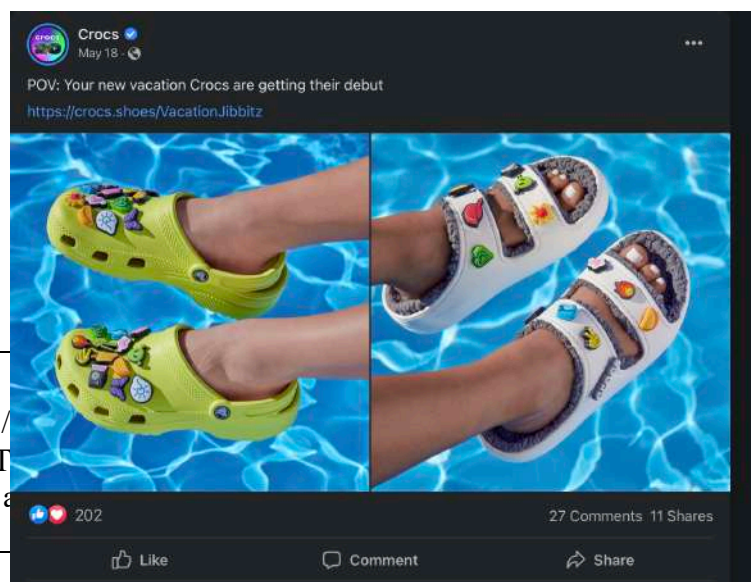 Crocs
May 18
POV: Your new vacation Crocs are getting their debut
https://crocs.shoes/VacationJibbitz
202
27 Comments 11 Shares
Like
Comment
Share